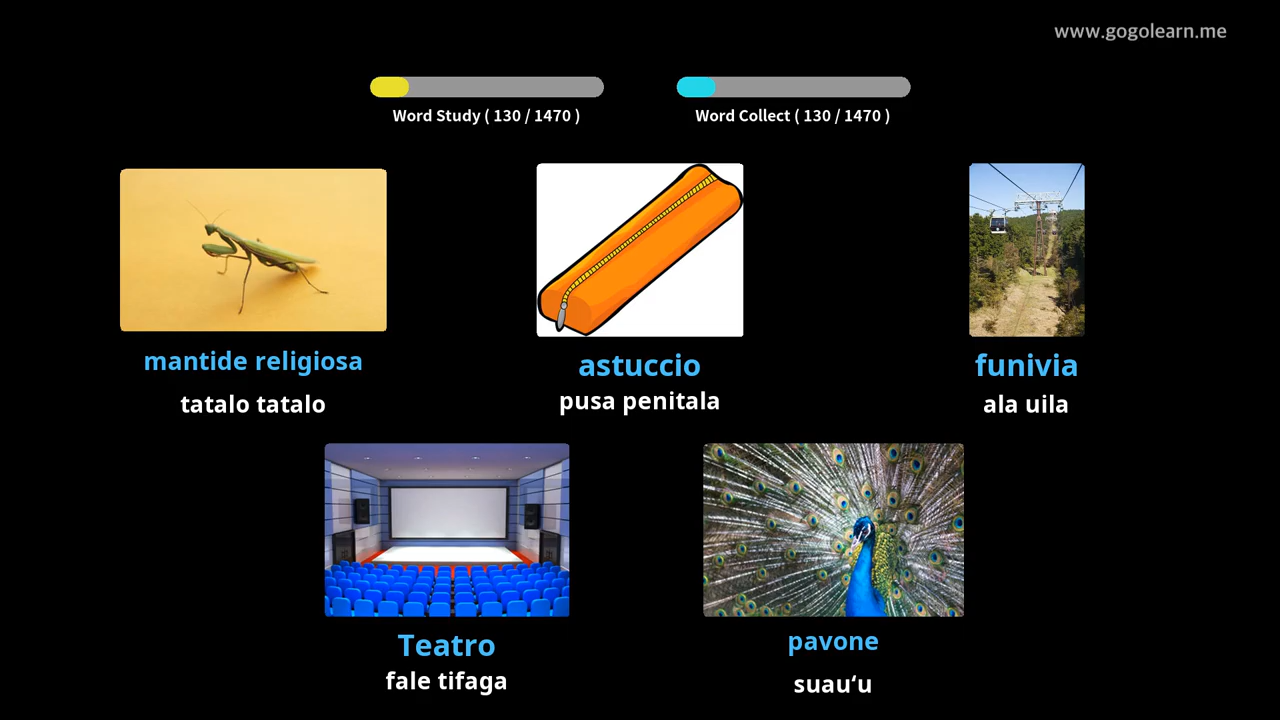 www.gogolearn.me
Word Study ( 130 / 1470 )
Word Collect ( 130 / 1470 )
mantide religiosa
tatalo tatalo
astuccio
pusa penitala
funivia
ala uila
Teatro
fale tifaga
pavone
suauʻu